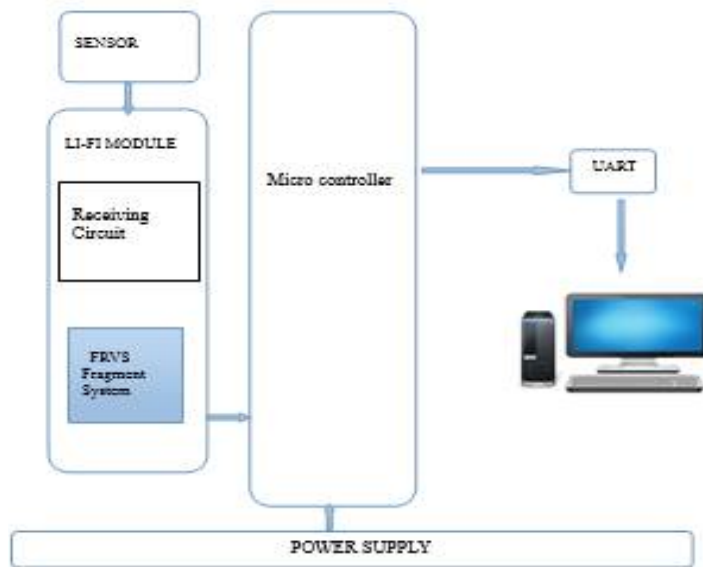 SENSOR
LI-FI MODULE
Receiving
Circuit
FRVS
Fragment
System
Micro controller
UART
POWER SUPPLY